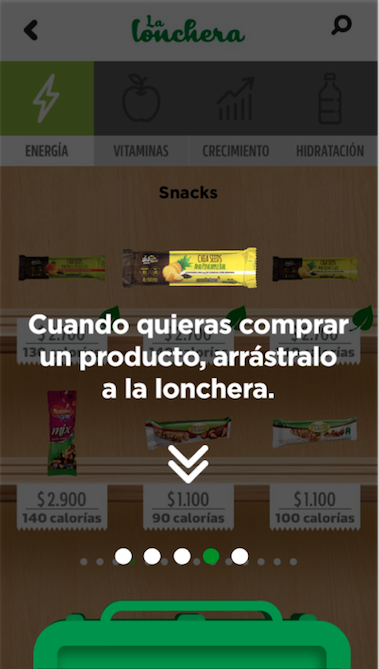 La
lonchera
ENERGÍA
VITAMINAS
CRECIMIENTO
HIDRATACIÓN
Snacks
CHIA SEEDS
Cuando quieras comprar
un producto, arrástralo
a la lonchera.
mix
$2.900
$1.100
$1.100
140 calorías
90 calorías
100 calorías